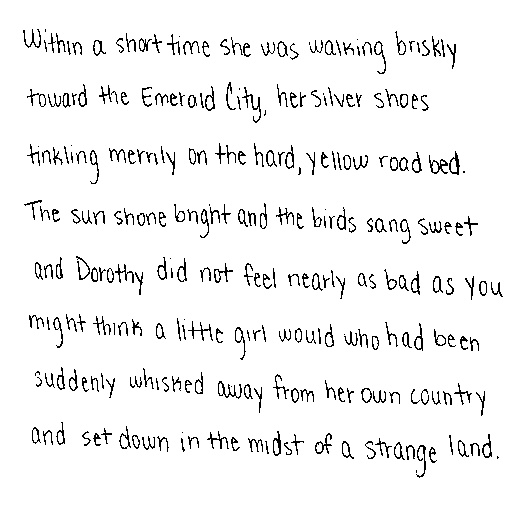 Within a short time she was walking briskly
toward the Emerald City, her silver shoes
tinkling merrily on the hard, yellow road bed.
The sun shone bright and the birds sang sweet
and Dorothy did not feel nearly as bad as you
might think a little girl would who had been
suddenly whisked away from her own country
and set down in the midst of a strange land.